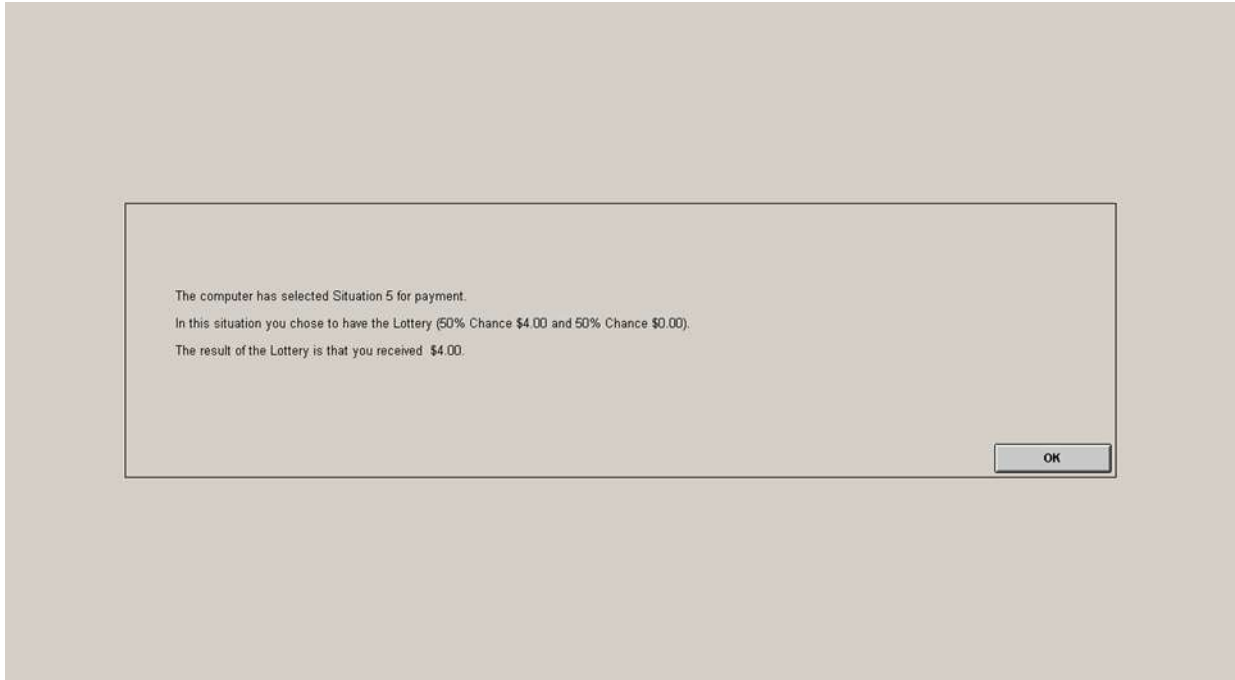 The computer has selected Situation 5 for payment.
In this situation you chose to have the Lottery (50% Chance $4.00 and 50% Chance $0.00).
The result of the Lottery is that you received $4.00.
OK